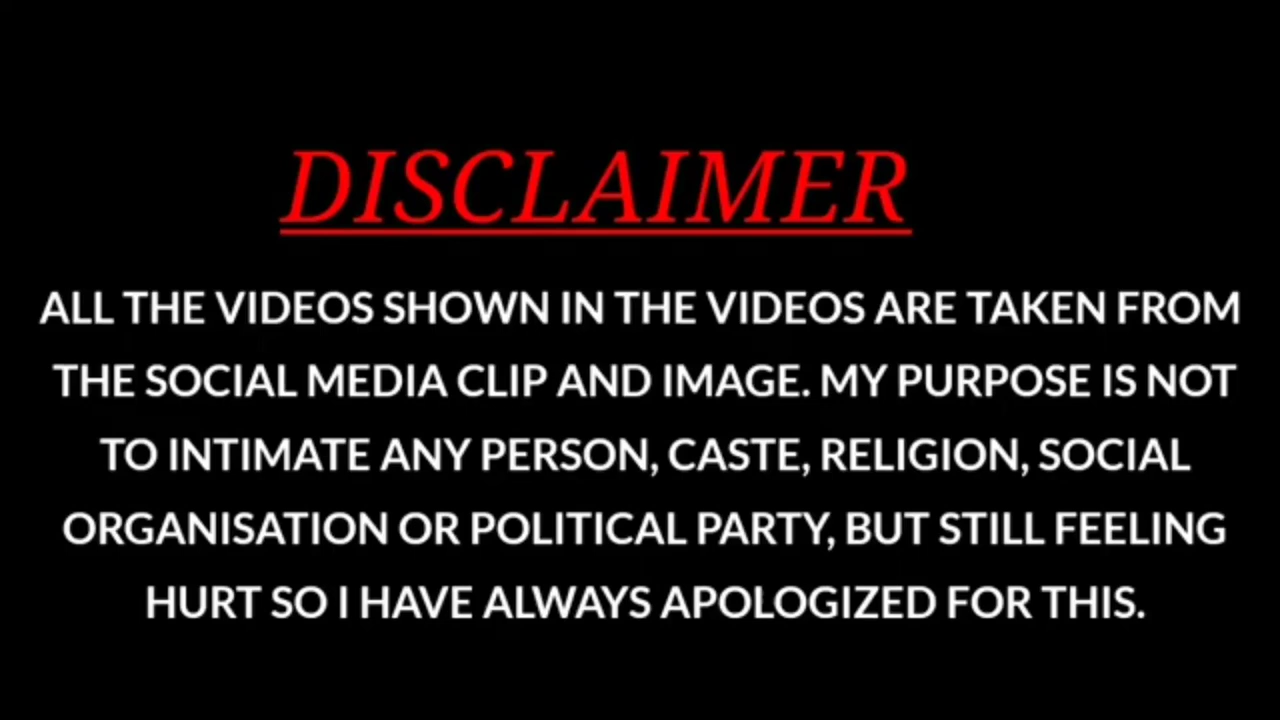 DISCLAIMER
ALL THE VIDEOS SHOWN IN THE VIDEOS ARE TAKEN FROM
THE SOCIAL MEDIA CLIP AND IMAGE. MY PURPOSE IS NOT
TO INTIMATE ANY PERSON, CASTE, RELIGION, SOCIAL
ORGANISATION OR POLITICAL PARTY, BUT STILL FEELING
HURT SO I HAVE ALWAYS APOLOGIZED FOR THIS.